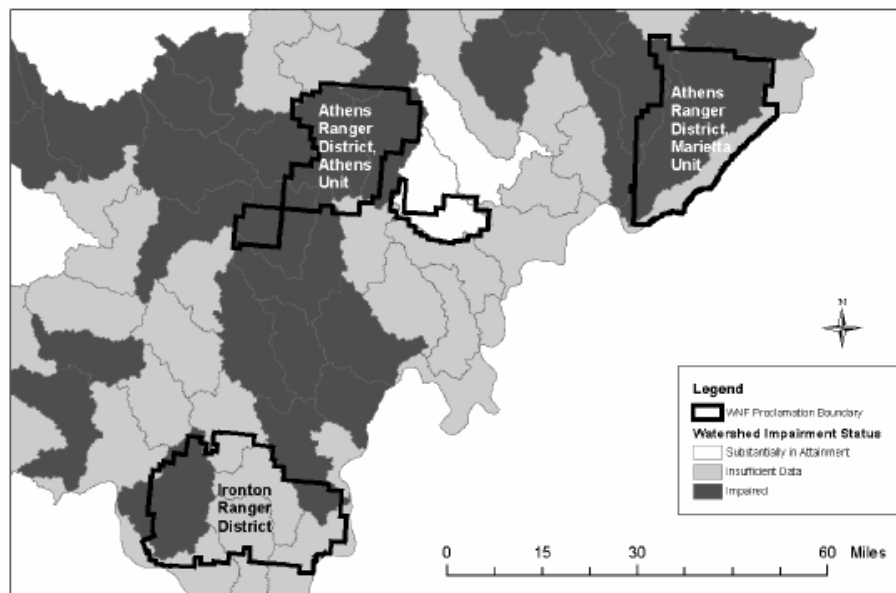 Athens
Ranger
District,
Athens
Unit
Athens
Ranger
District,
Marietta
Unit
Ironton
Ranger
District
N
Legend
WNF Proclamation Boundary
Watershed Impairment Status
Substantially in Attainment
Insufficient Data
Impaired
0 15 30 60 Miles